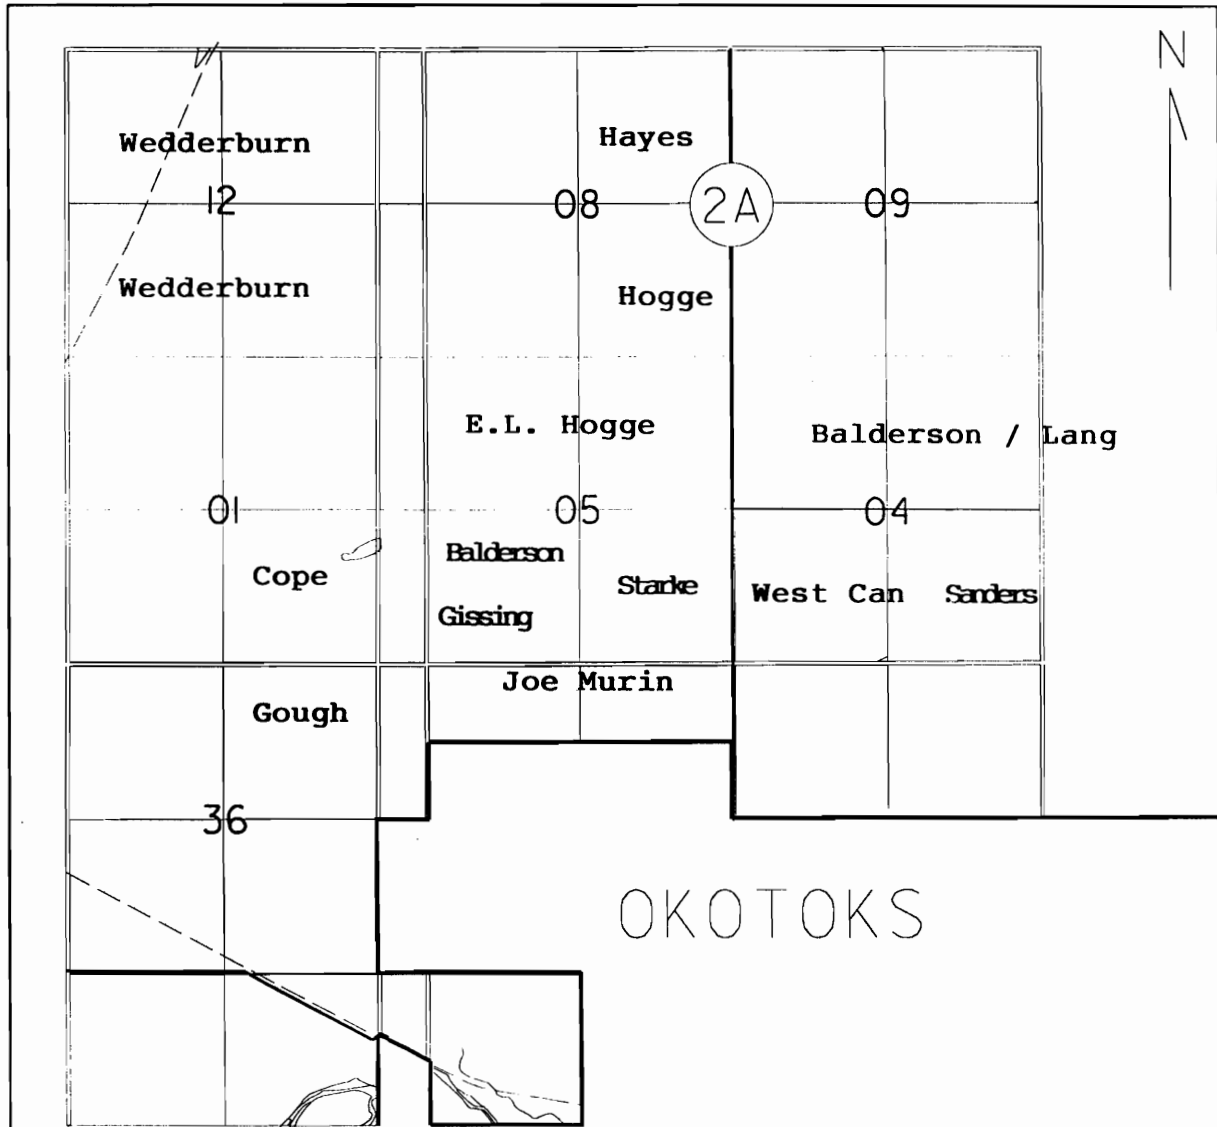 N
Wedderburn
Hayes
12
08
2A
09
Wedderburn
Hogge
E.L. Hogge
Balderson / Lang
01
05
04
Balderson
Cope
Starke
West Can
Sanders
Gissing
Joe Murin
Gough
36
OKOTOKS